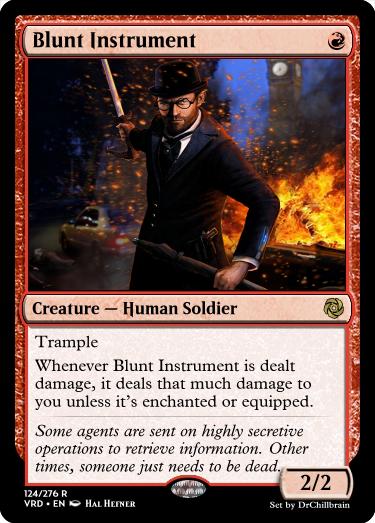 Blunt Instrument
Creature — Human Soldier
Trample
Whenever Blunt Instrument is dealt
damage, it deals that much damage to
you unless it's enchanted or equipped.
Some agents are sent on highly secretive
operations to retrieve information. Other
times, someone just needs to be dead.
2/2
124/276 R
VRD • EN Hal Hefner
Set by DrChillbrain